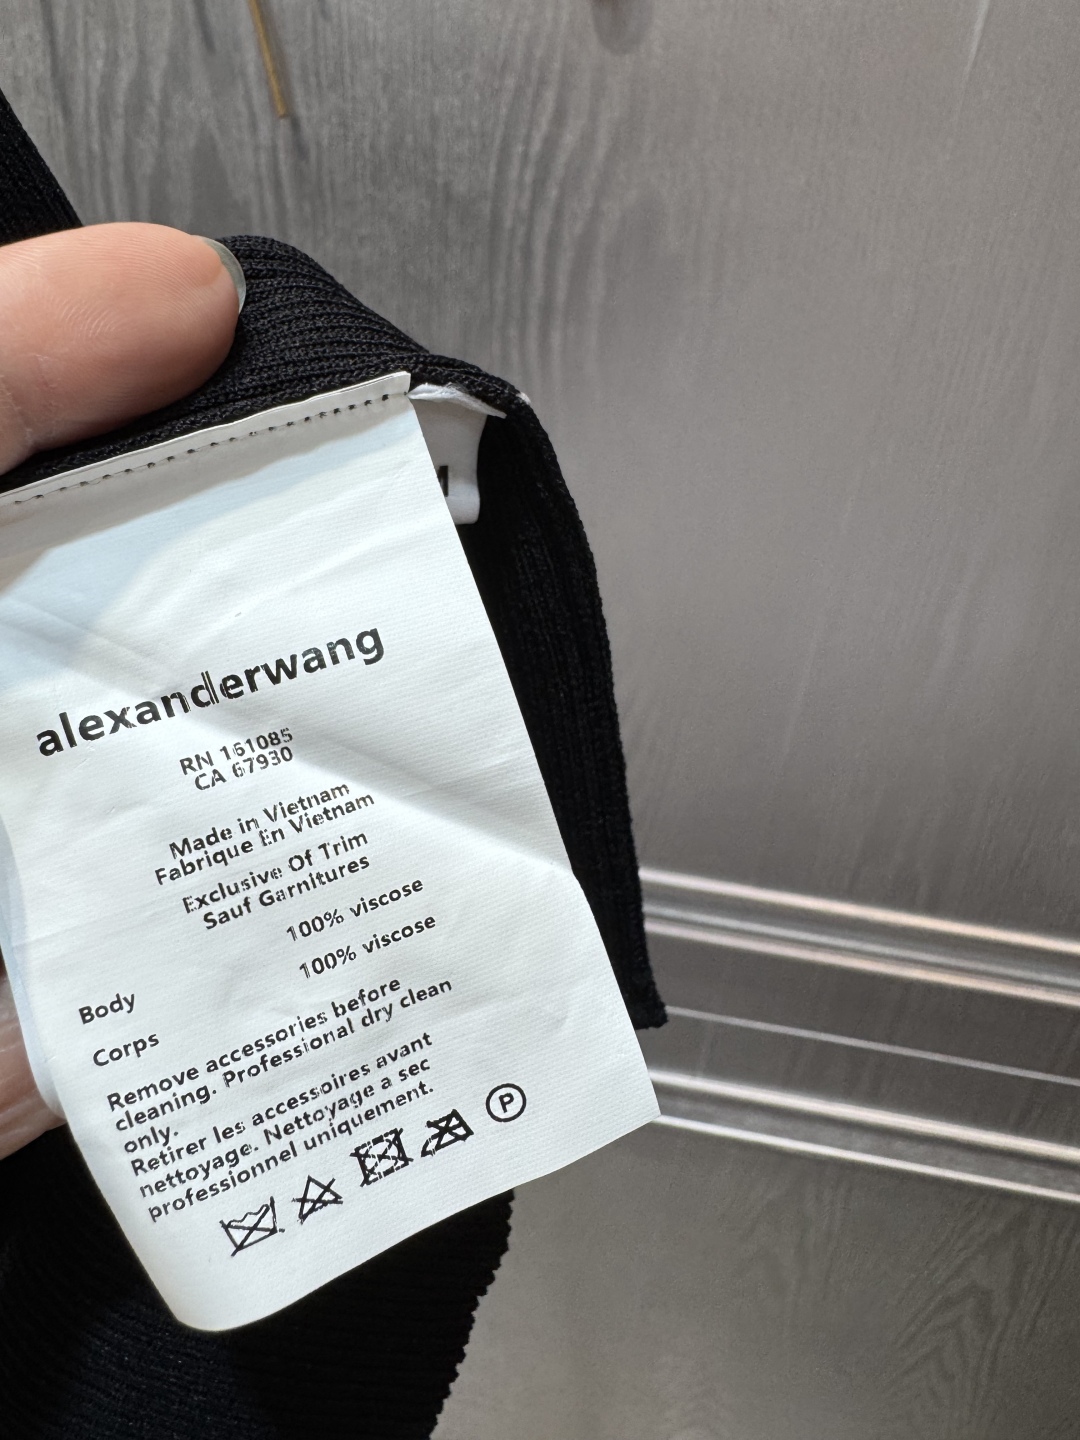 alexanderwang
RN 161085
CA 67930
Made in Vietnam
Fabrique En Vietnam
Exclusive Of Trim
Sauf Garnitures
100% viscose
100% viscose
Body
Corps
Remove accessories before
cleaning. Professional dry clean
only.
Retirer les accessoires avant
nettoyage. Nettoyage a sec
professionnel uniquement.
P